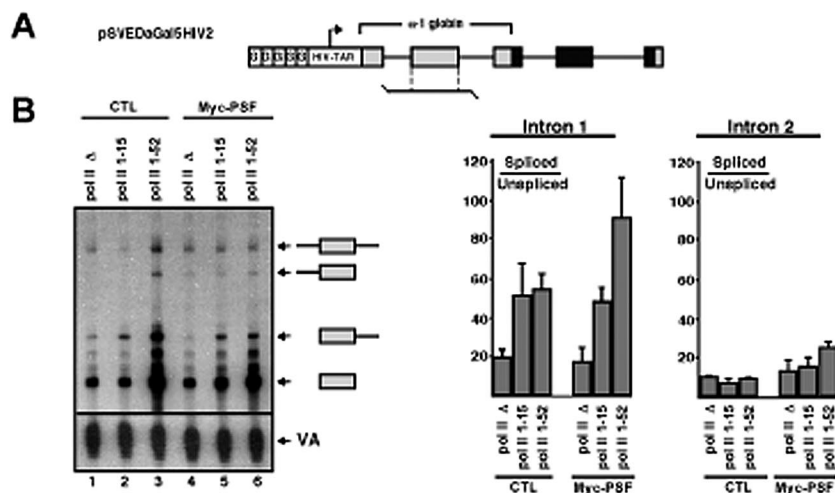 A
pSVEDaGal5HIV2
α-1 globin
G G G G G HIV-TAR
B
CTL Myc-PSF
pol II Δ
pol II 1-15
pol II 1-52
pol II Δ
pol II 1-15
pol II 1-52
VA
1 2 3 4 5 6
Intron 1
Spliced
Unspliced
120
100
80
60
40
20
pol II Δ
pol II 1-15
pol II 1-52
pol II Δ
pol II 1-15
pol II 1-52
CTL Myc-PSF
Intron 2
Spliced
Unspliced
120
100
80
60
40
20
pol II Δ
pol II 1-15
pol II 1-52
pol II Δ
pol II 1-15
pol II 1-52
CTL Myc-PSF